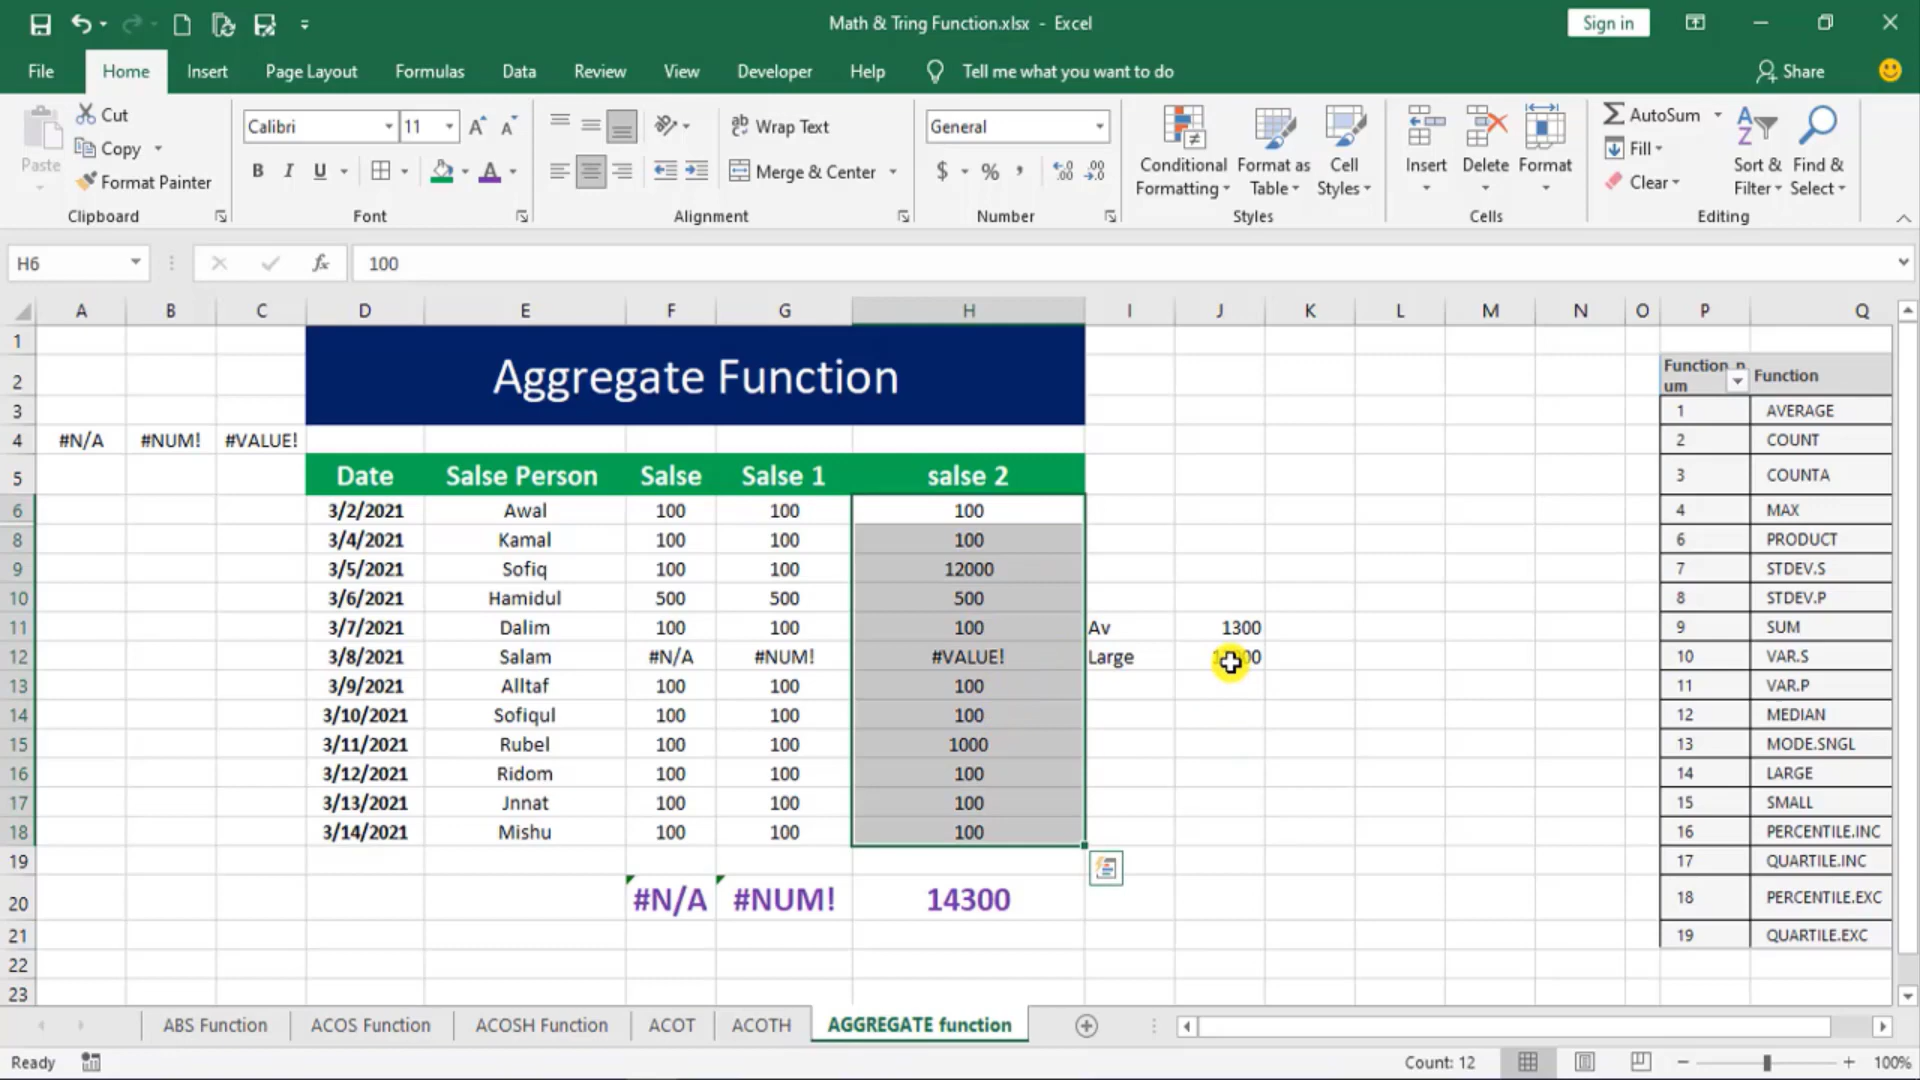 Math & Tring Function.xlsx - Excel
Sign in
File Home Insert Page Layout Formulas Data Review View Developer Help Tell me what you want to do Share
Paste Cut
Copy
Format Painter
Clipboard
Calibri 11
B I U A
Font
ab Wrap Text
Merge & Center
Alignment
General
$ % ,
Number
Conditional Formatting
Format as Table
Cell Styles
Styles
Insert Delete Format
Cells
AutoSum
Fill
Clear
Sort & Filter
Find & Select
Editing
H6 fx 100
A B C D E F G H I J K L M N O P Q
1
2 Aggregate Function Function_num Function
3 1 AVERAGE
4 #N/A #NUM! #VALUE! 2 COUNT
5 Date Salse Person Salse Salse 1 salse 2 3 COUNTA
6 3/2/2021 Awal 100 100 100 4 MAX
8 3/4/2021 Kamal 100 100 100 6 PRODUCT
9 3/5/2021 Sofiq 100 100 12000 7 STDEV.S
10 3/6/2021 Hamidul 500 500 500 8 STDEV.P
11 3/7/2021 Dalim 100 100 100 Av 1300 9 SUM
12 3/8/2021 Salam #N/A #NUM! #VALUE! Large 10 VAR.S
13 3/9/2021 Alltaf 100 100 100 11 VAR.P
14 3/10/2021 Sofiqul 100 100 100 12 MEDIAN
15 3/11/2021 Rubel 100 100 1000 13 MODE.SNGL
16 3/12/2021 Ridom 100 100 100 14 LARGE
17 3/13/2021 Jnnat 100 100 100 15 SMALL
18 3/14/2021 Mishu 100 100 100 16 PERCENTILE.INC
19 17 QUARTILE.INC
20 #N/A #NUM! 14300 18 PERCENTILE.EXC
21 19 QUARTILE.EXC
22
23
ABS Function ACOS Function ACOSH Function ACOT ACOTH AGGREGATE function
Ready Count: 12 100%